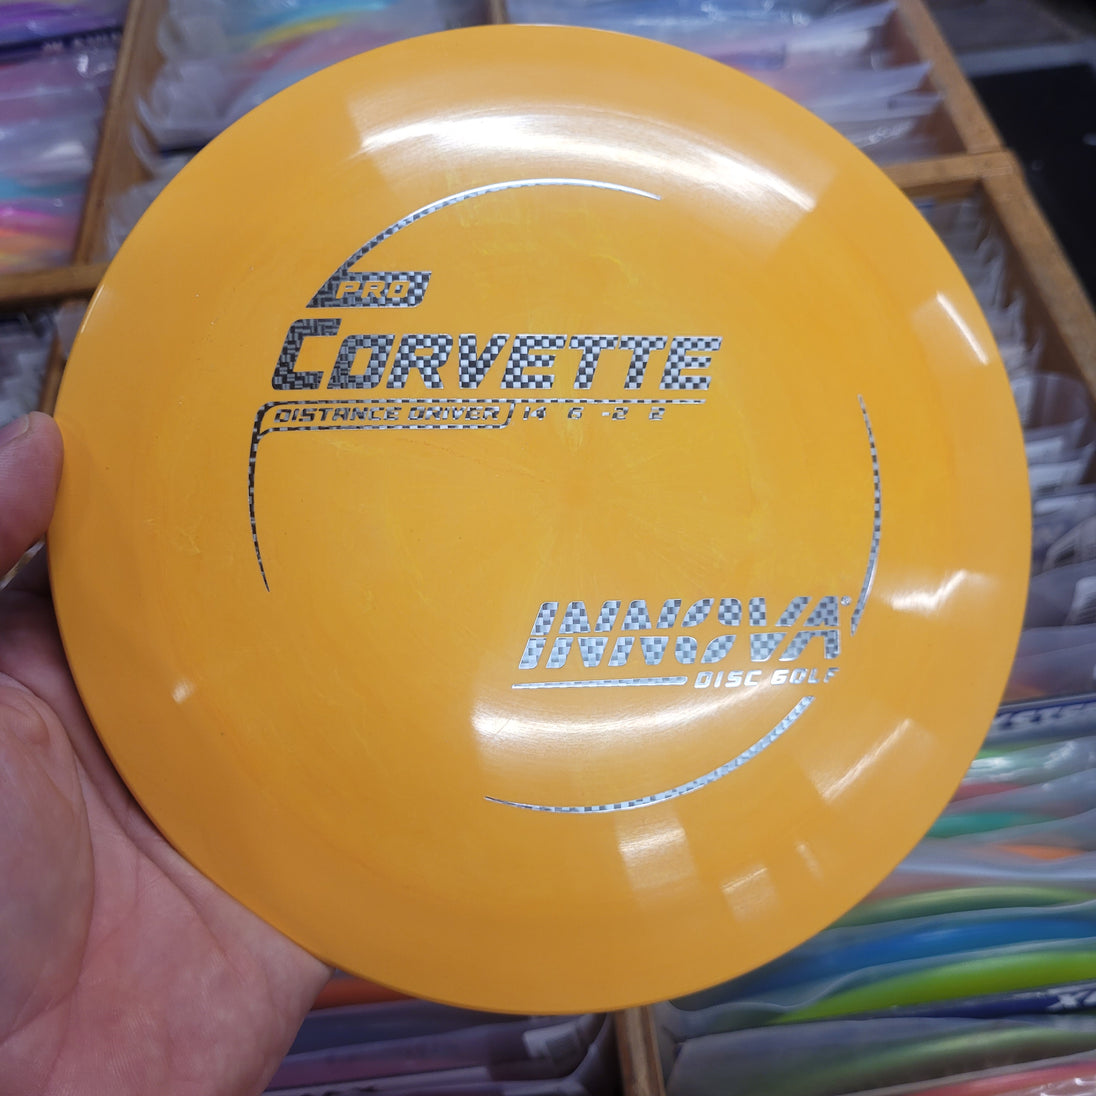 PRO
CORVETTE
DISTANCE DRIVER 14 6 -2 2
INNOVA®
DISC GOLF